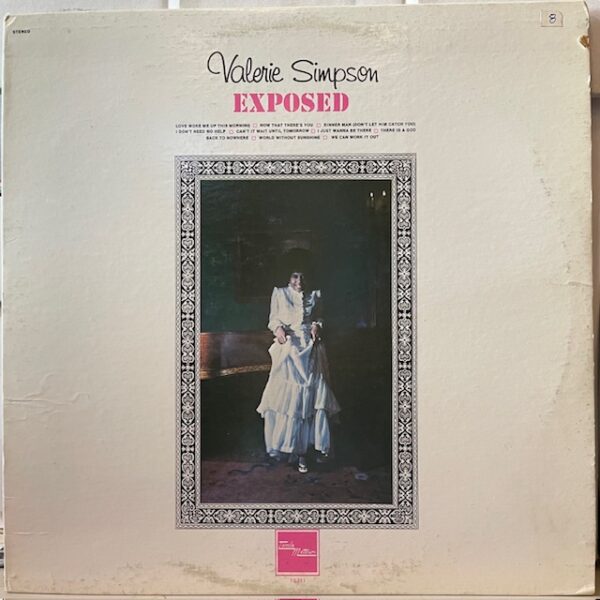 STEREO
8
Valerie Simpson
EXPOSED
LOVE WOKE ME UP THIS MORNING □ NOW THAT THERE'S YOU □ SINNER MAN (DON'T LET HIM CATCH YOU)
I DON'T NEED NO HELP □ CAN'T IT WAIT UNTIL TOMORROW □ I JUST WANNA BE THERE □ THERE IS A GOD
BACK TO NOWHERE □ WORLD WITHOUT SUNSHINE □ WE CAN WORK IT OUT
Tamla
Motown